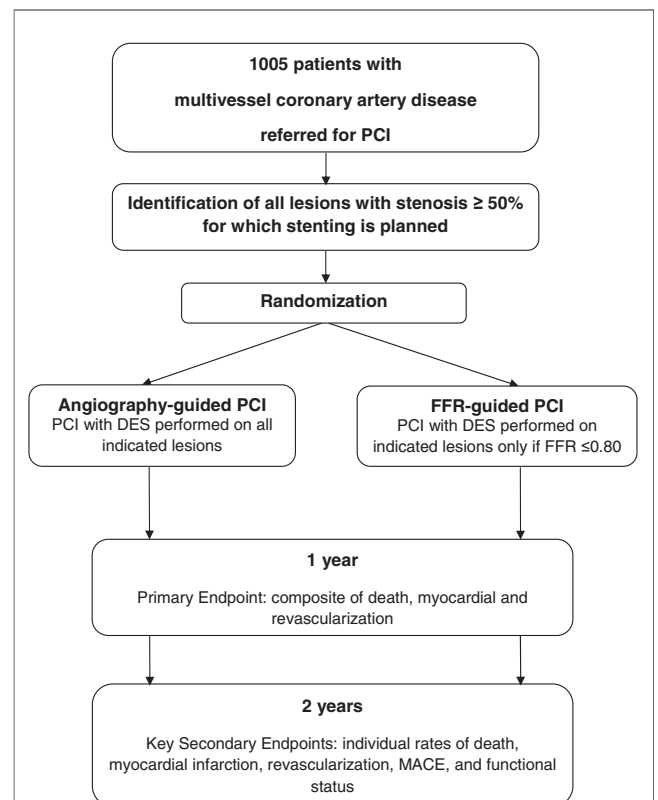 1005 patients with
multivessel coronary artery disease
referred for PCI
Identification of all lesions with stenosis ≥ 50%
for which stenting is planned
Randomization
Angiography-guided PCI
PCI with DES performed on all
indicated lesions
FFR-guided PCI
PCI with DES performed on
indicated lesions only if FFR ≤0.80
1 year
Primary Endpoint: composite of death, myocardial and
revascularization
2 years
Key Secondary Endpoints: individual rates of death,
myocardial infarction, revascularization, MACE, and functional
status